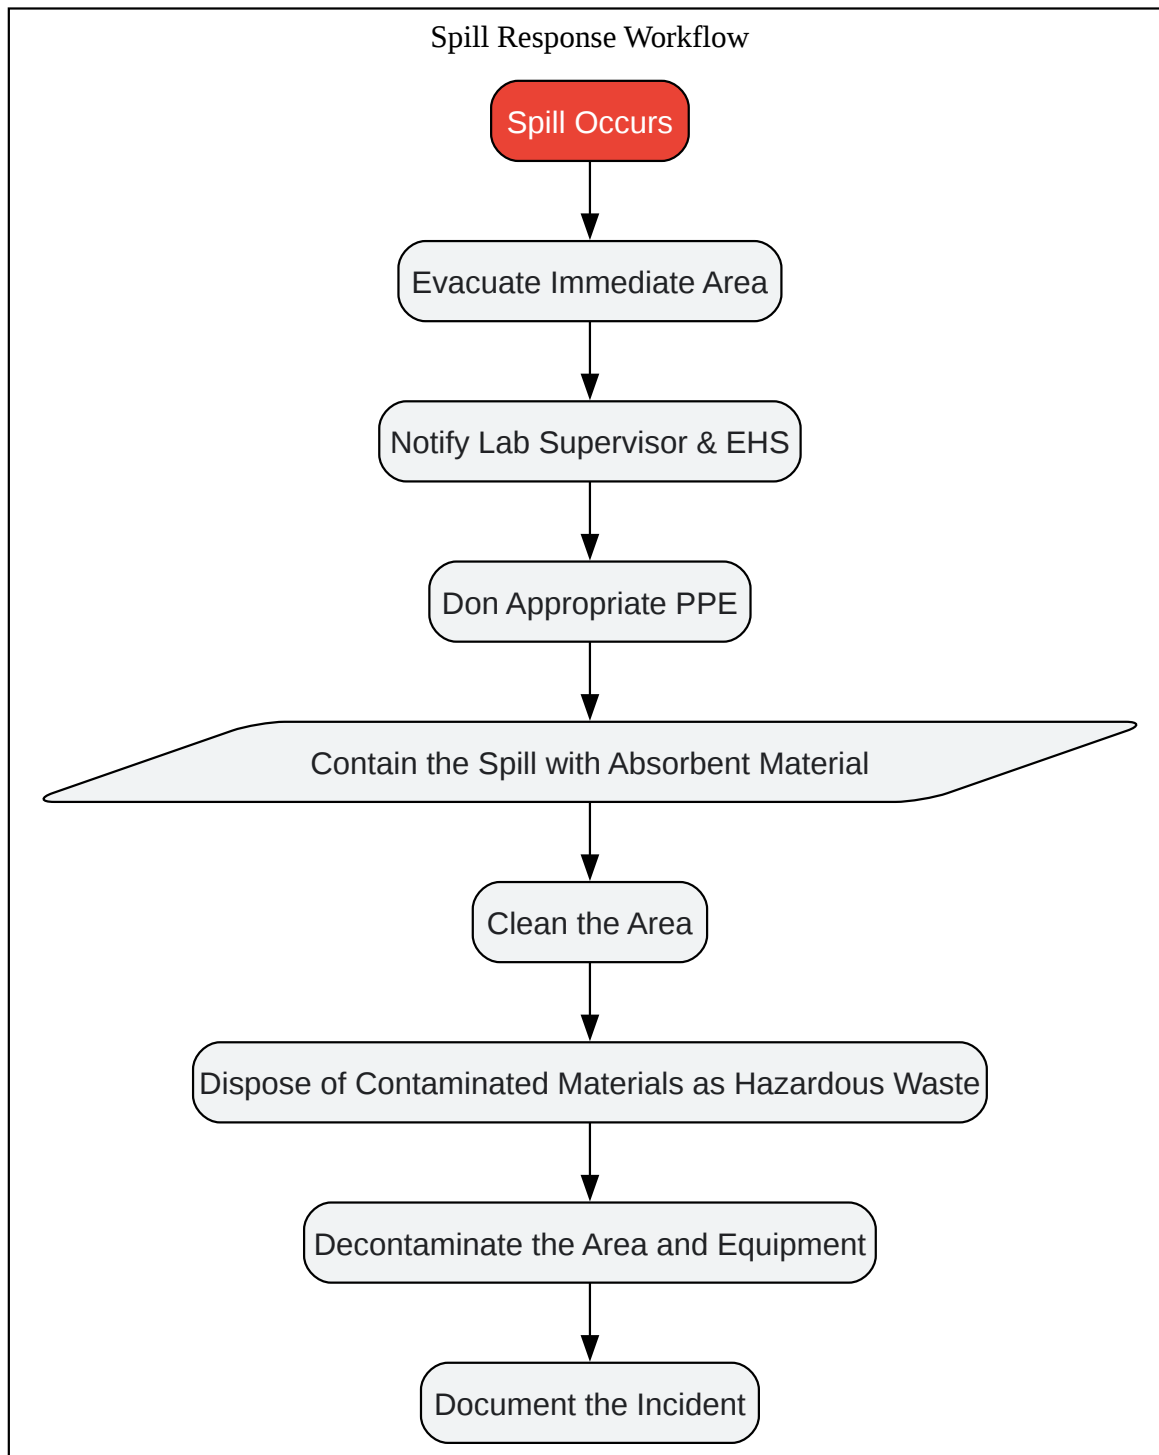 Spill Response Workflow
Spill Occurs
Evacuate Immediate Area
Notify Lab Supervisor & EHS
Don Appropriate PPE
Contain the Spill with Absorbent Material
Clean the Area
Dispose of Contaminated Materials as Hazardous Waste
Decontaminate the Area and Equipment
Document the Incident